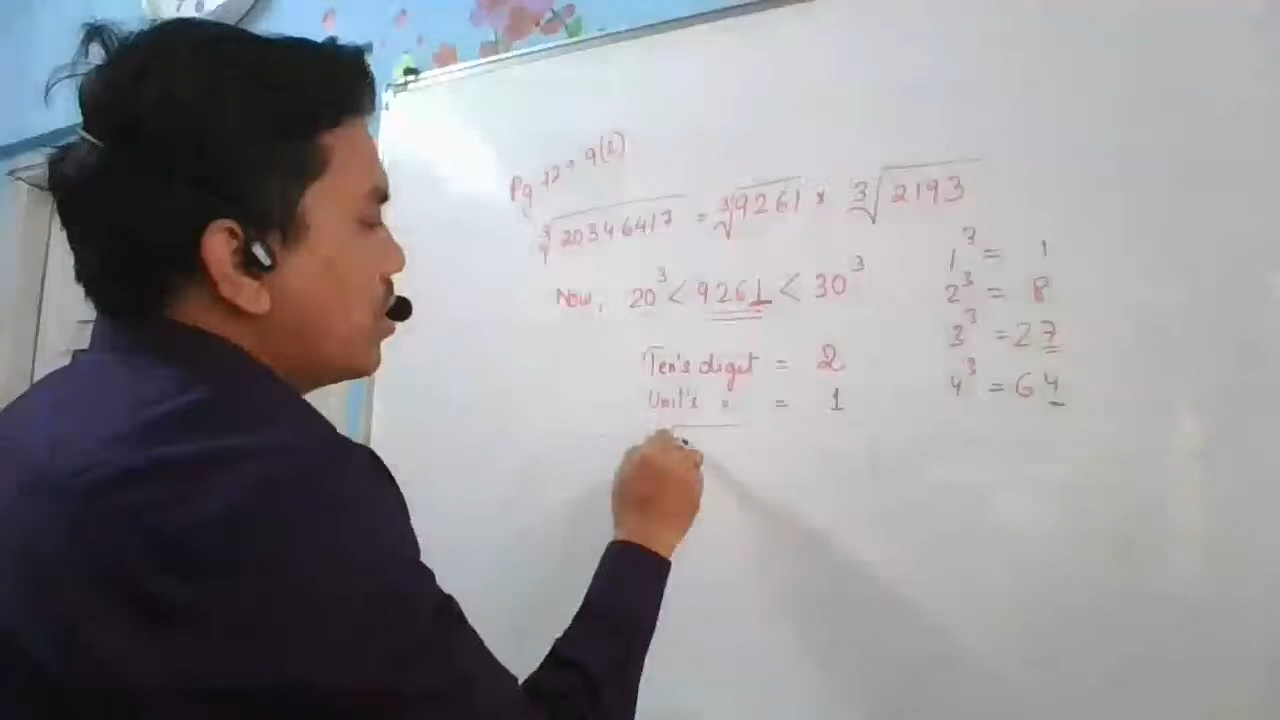 Pg 12 9(i)
∛20346417 = ∛9261 × ∛2193
Now, 20³ < 9261 < 30³
Ten's digit = 2
Unit's " = 1
1³ = 1
2³ = 8
3³ = 27
4³ = 64